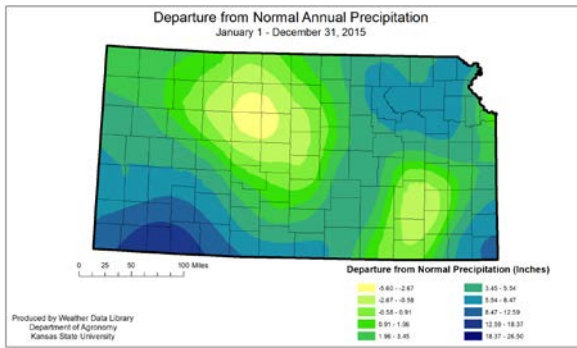 Departure from Normal Annual Precipitation
January 1 - December 31, 2015
0 25 50 100 Miles
Departure from Normal Precipitation (Inches)
-5.60 - -2.67
-2.67 - -0.58
-0.58 - 0.91
0.91 - 1.96
1.96 - 3.45
3.45 - 5.54
5.54 - 8.47
8.47 - 12.59
12.59 - 18.37
18.37 - 26.50
Produced by Weather Data Library
Department of Agronomy
Kansas State University